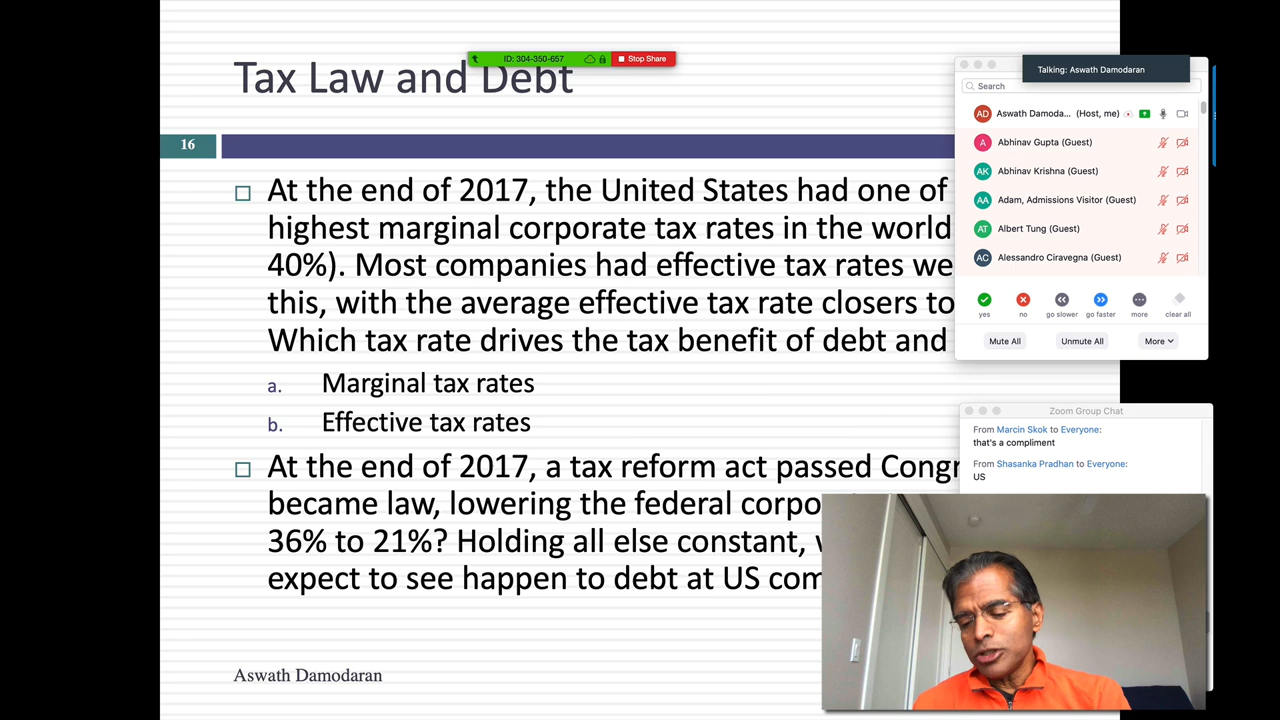 Tax Law and Debt
ID: 304-350-657
Stop Share
16
At the end of 2017, the United States had one of
highest marginal corporate tax rates in the world
40%). Most companies had effective tax rates we
this, with the average effective tax rate closers to
Which tax rate drives the tax benefit of debt and
a. Marginal tax rates
b. Effective tax rates
At the end of 2017, a tax reform act passed Congr
became law, lowering the federal corpo
36% to 21%? Holding all else constant, w
expect to see happen to debt at US com
Aswath Damodaran
Talking: Aswath Damodaran
Search
AD Aswath Damoda... (Host, me)
A Abhinav Gupta (Guest)
AK Abhinav Krishna (Guest)
AA Adam, Admissions Visitor (Guest)
AT Albert Tung (Guest)
AC Alessandro Ciravegna (Guest)
yes no go slower go faster more clear all
Mute All Unmute All More
Zoom Group Chat
From Marcin Skok to Everyone:
that's a compliment
From Shasanka Pradhan to Everyone:
US